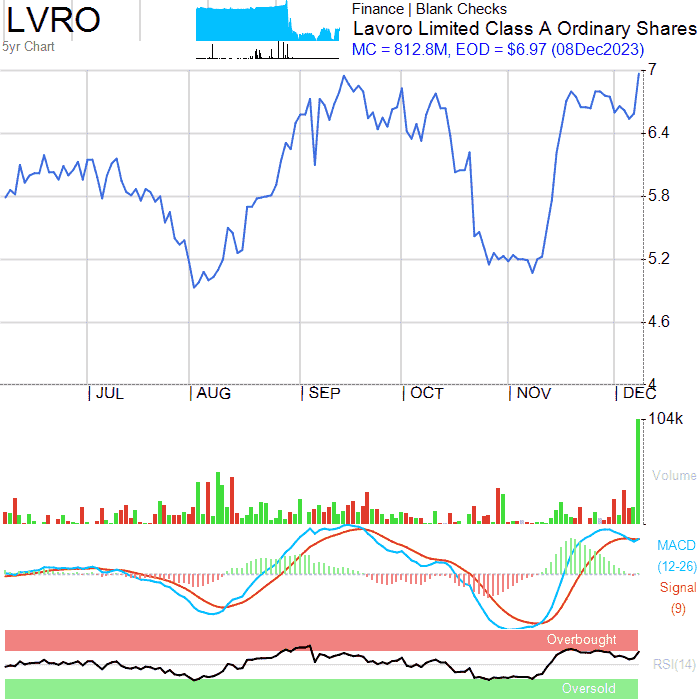 LVRO
5yr Chart
Finance | Blank Checks
Lavoro Limited Class A Ordinary Shares
MC = 812.8M, EOD = $6.97 (08Dec2023)
7
6.4
5.8
5.2
4.6
4
JUL AUG SEP OCT NOV DEC
104k
Volume
MACD
(12-26)
Signal
(9)
Overbought
RSI(14)
Oversold